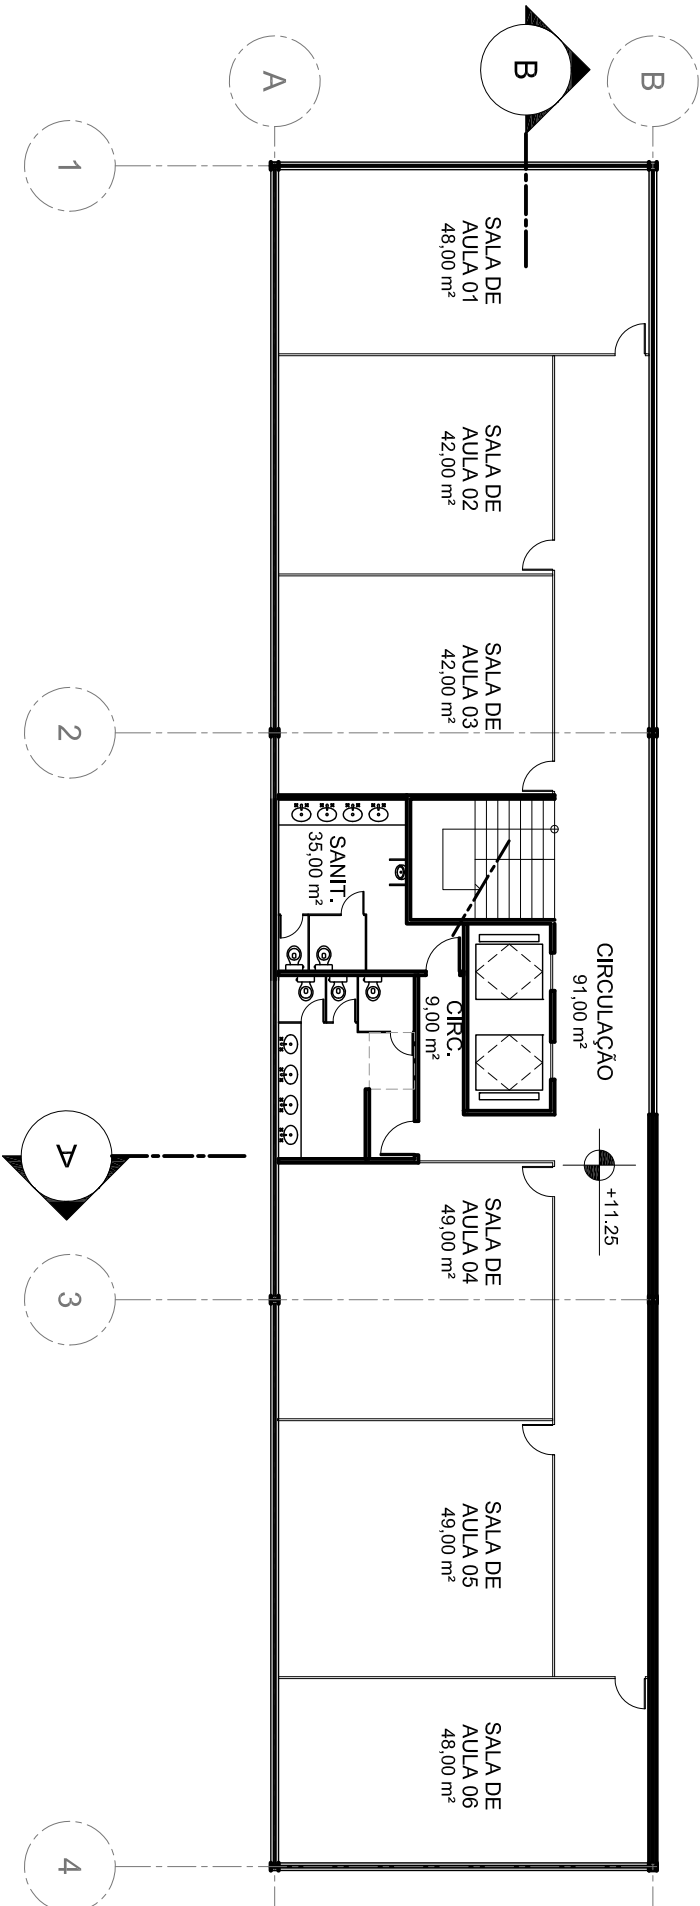 A
B
B
1
SALA DE
AULA 01
48,00 m²
SALA DE
AULA 02
42,00 m²
SALA DE
AULA 03
42,00 m²
2
SANIT.
35,00 m²
CIRCULAÇÃO
91,00 m²
CIRC.
9,00 m²
A
+11.25
SALA DE
AULA 04
49,00 m²
3
SALA DE
AULA 05
49,00 m²
SALA DE
AULA 06
48,00 m²
4